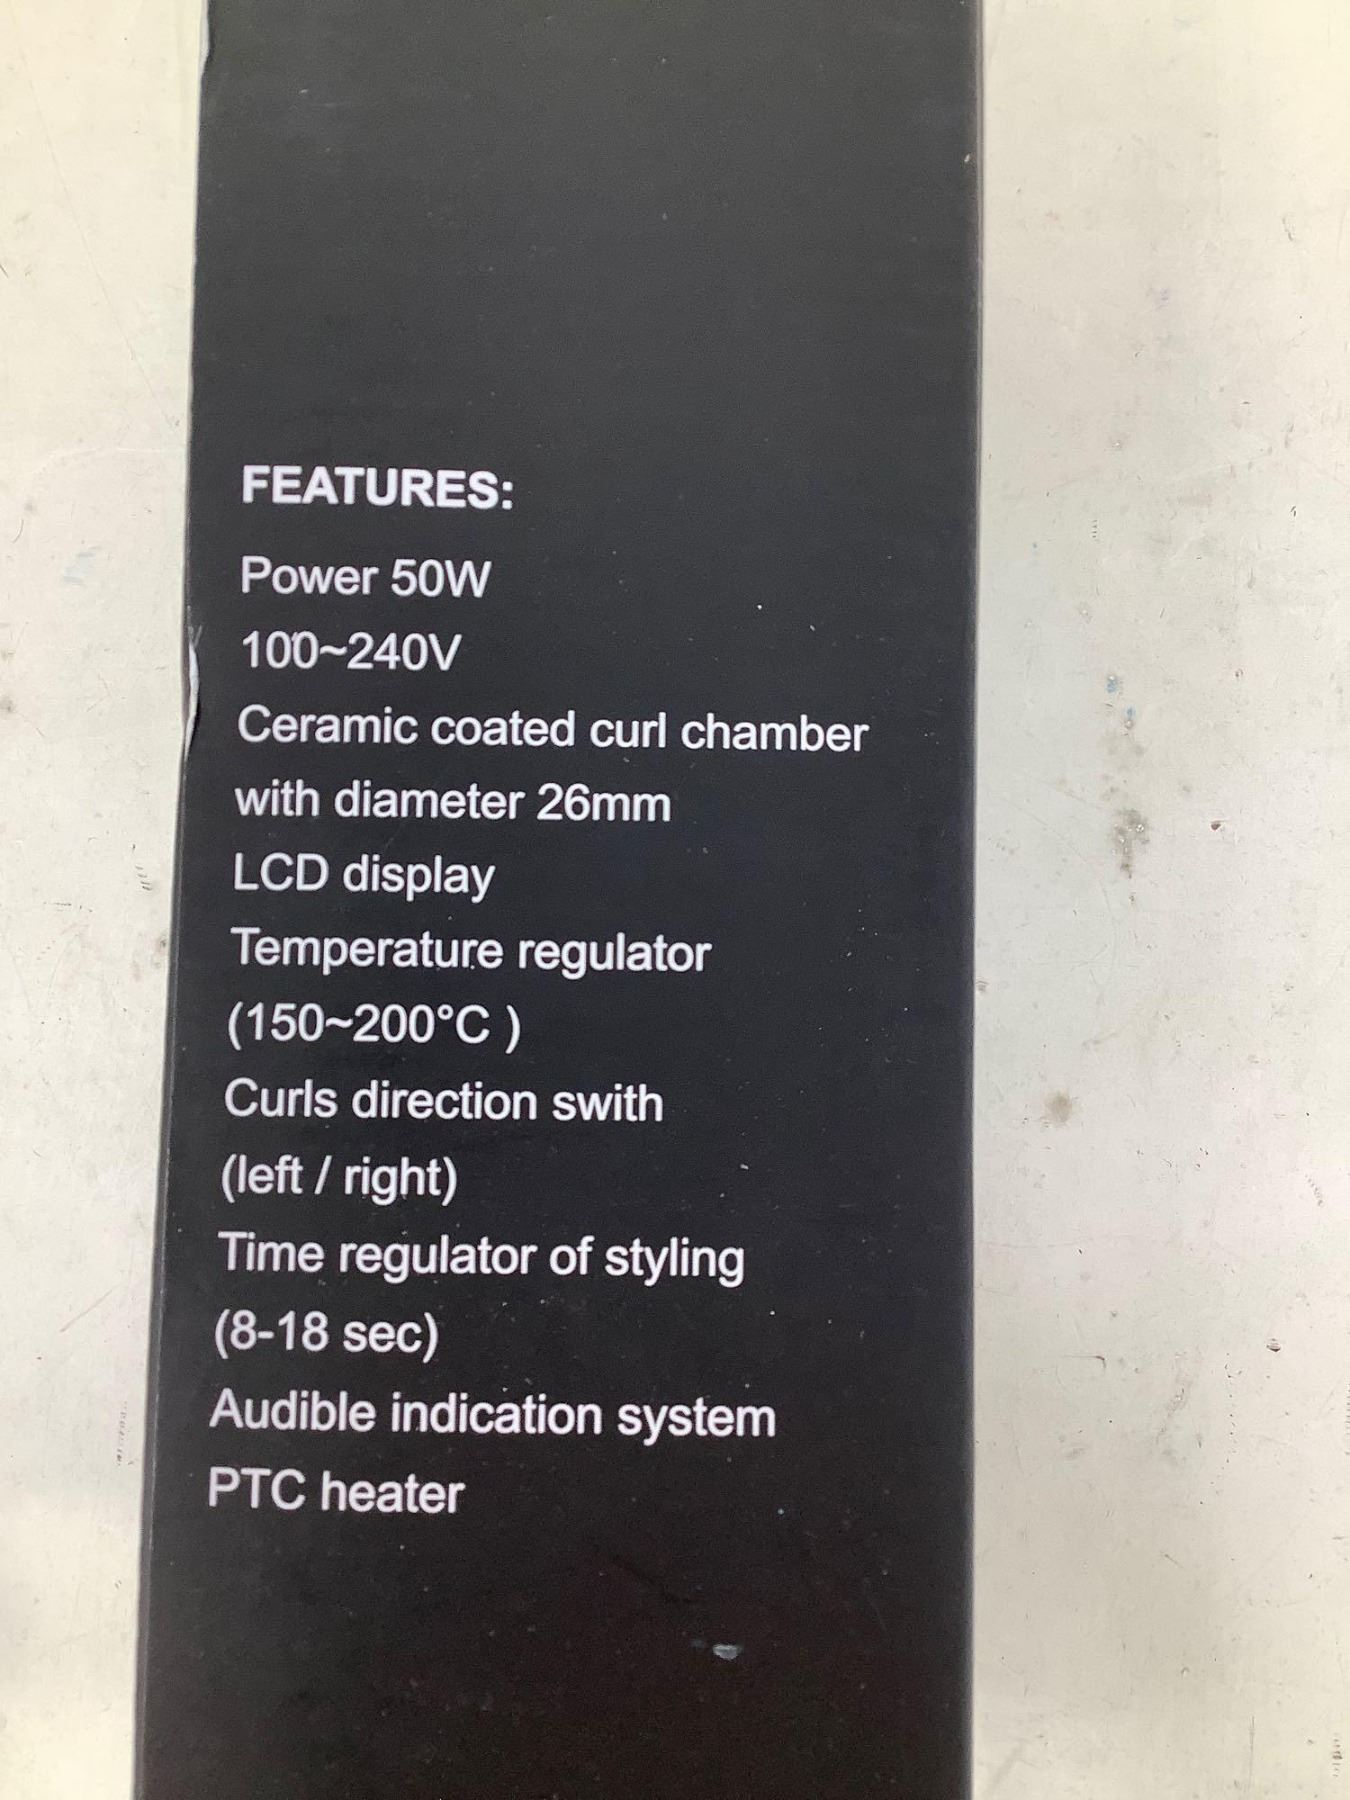 FEATURES:
Power 50W
100~240V
Ceramic coated curl chamber
with diameter 26mm
LCD display
Temperature regulator
(150~200°C )
Curls direction swith
(left / right)
Time regulator of styling
(8-18 sec)
Audible indication system
PTC heater